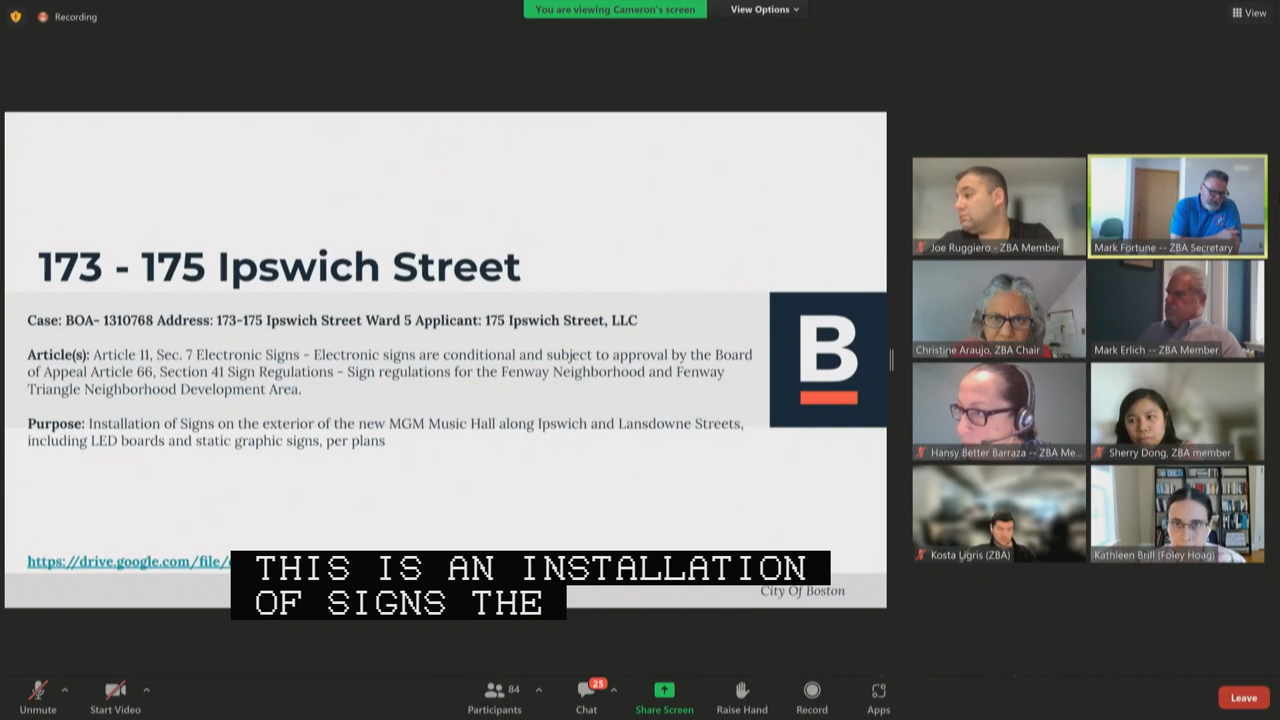 Recording
You are viewing Cameron's screen
View Options
View
173 - 175 Ipswich Street
Case: BOA- 1310768 Address: 173-175 Ipswich Street Ward 5 Applicant: 175 Ipswich Street, LLC
Article(s): Article 11, Sec. 7 Electronic Signs - Electronic signs are conditional and subject to approval by the Board
of Appeal Article 66, Section 41 Sign Regulations - Sign regulations for the Fenway Neighborhood and Fenway
Triangle Neighborhood Development Area.
Purpose: Installation of Signs on the exterior of the new MGM Music Hall along Ipswich and Lansdowne Streets,
including LED boards and static graphic signs, per plans
B
https://drive.google.com/file/
THIS IS AN INSTALLATION
OF SIGNS THE
City Of Boston
Joe Ruggiero - ZBA Member
Mark Fortune -- ZBA Secretary
Christine Araujo, ZBA Chair
Mark Erlich -- ZBA Member
Hansy Better Barraza -- ZBA Me...
Sherry Dong, ZBA member
Kosta Ligris (ZBA)
Kathleen Brill (Foley Hoag)
Unmute
Start Video
84
Participants
25
Chat
Share Screen
Raise Hand
Record
Apps
Leave